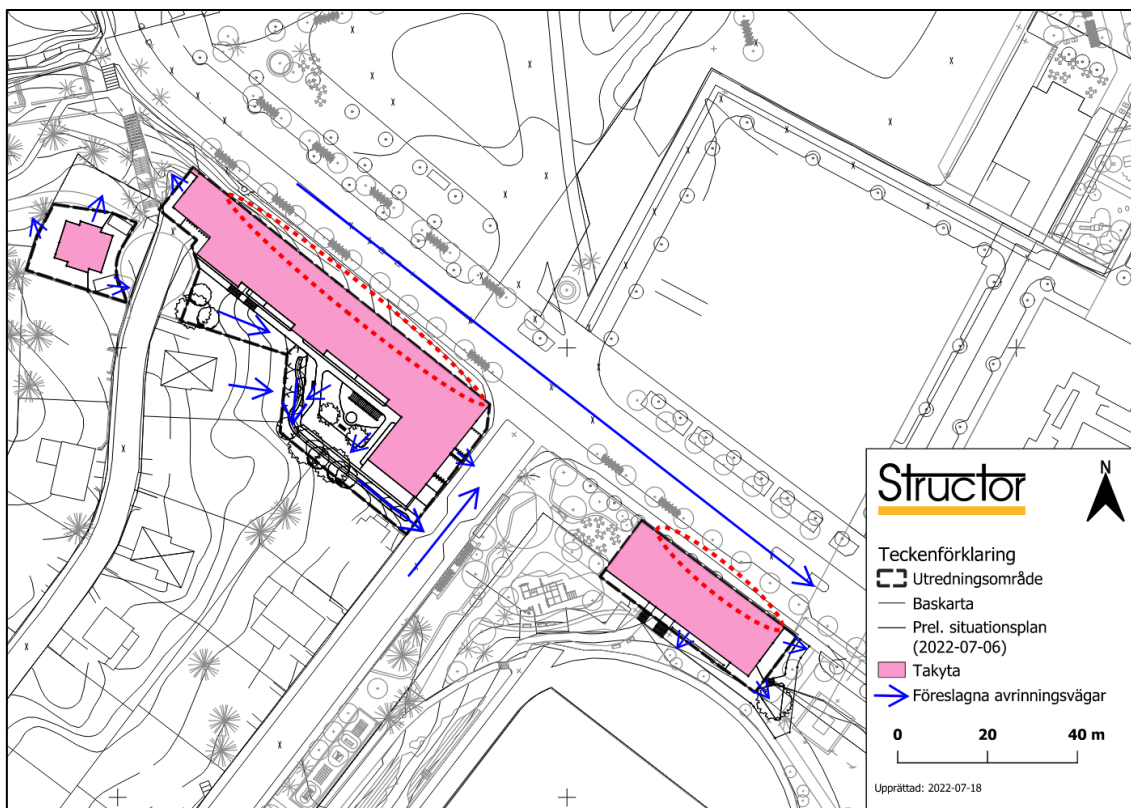 Structor
N
Teckenförklaring
Utredningsområde
Baskarta
Prel. situationsplan
(2022-07-06)
Takyta
Föreslagna avrinningsvägar
0 20 40 m
Upprättad: 2022-07-18